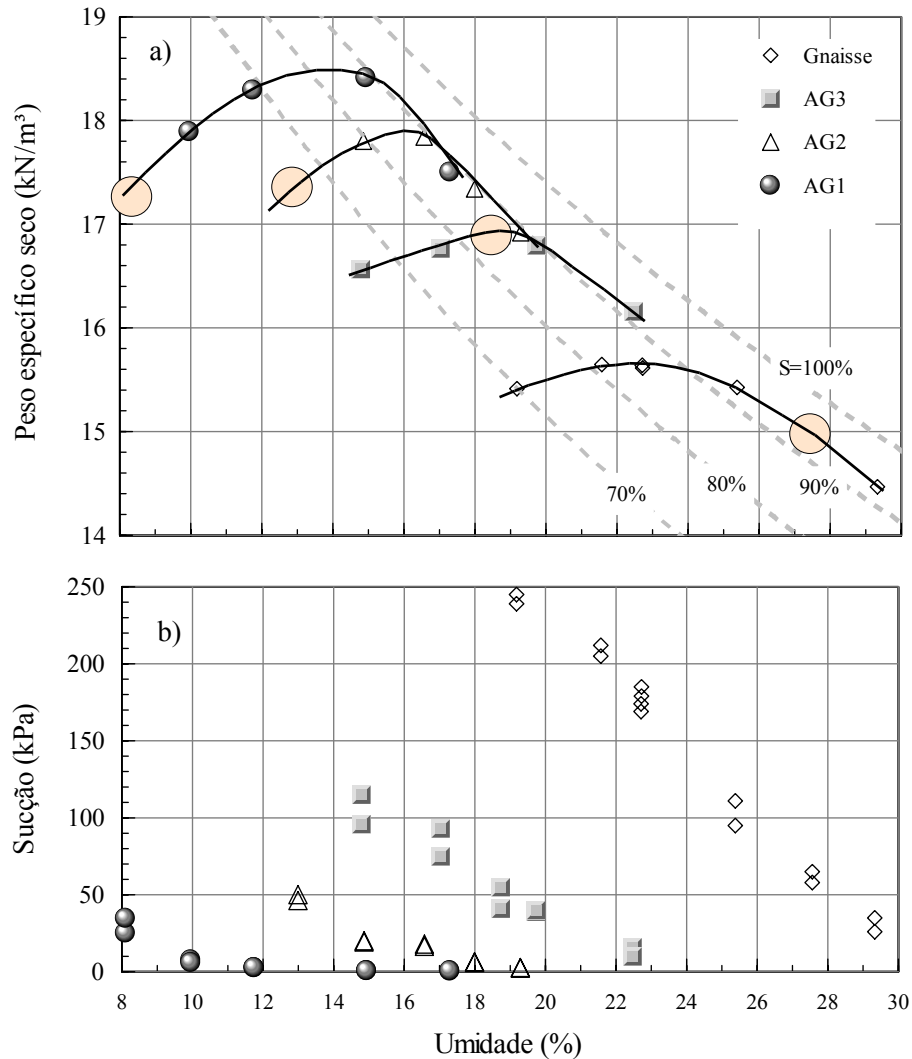 19
18
17
16
15
14
Peso específico seco (kN/m³)
a)
Gnaisse
AG3
AG2
AG1
S=100%
90%
80%
70%
250
200
150
100
50
0
Sucção (kPa)
b)
8 10 12 14 16 18 20 22 24 26 28 30
Umidade (%)